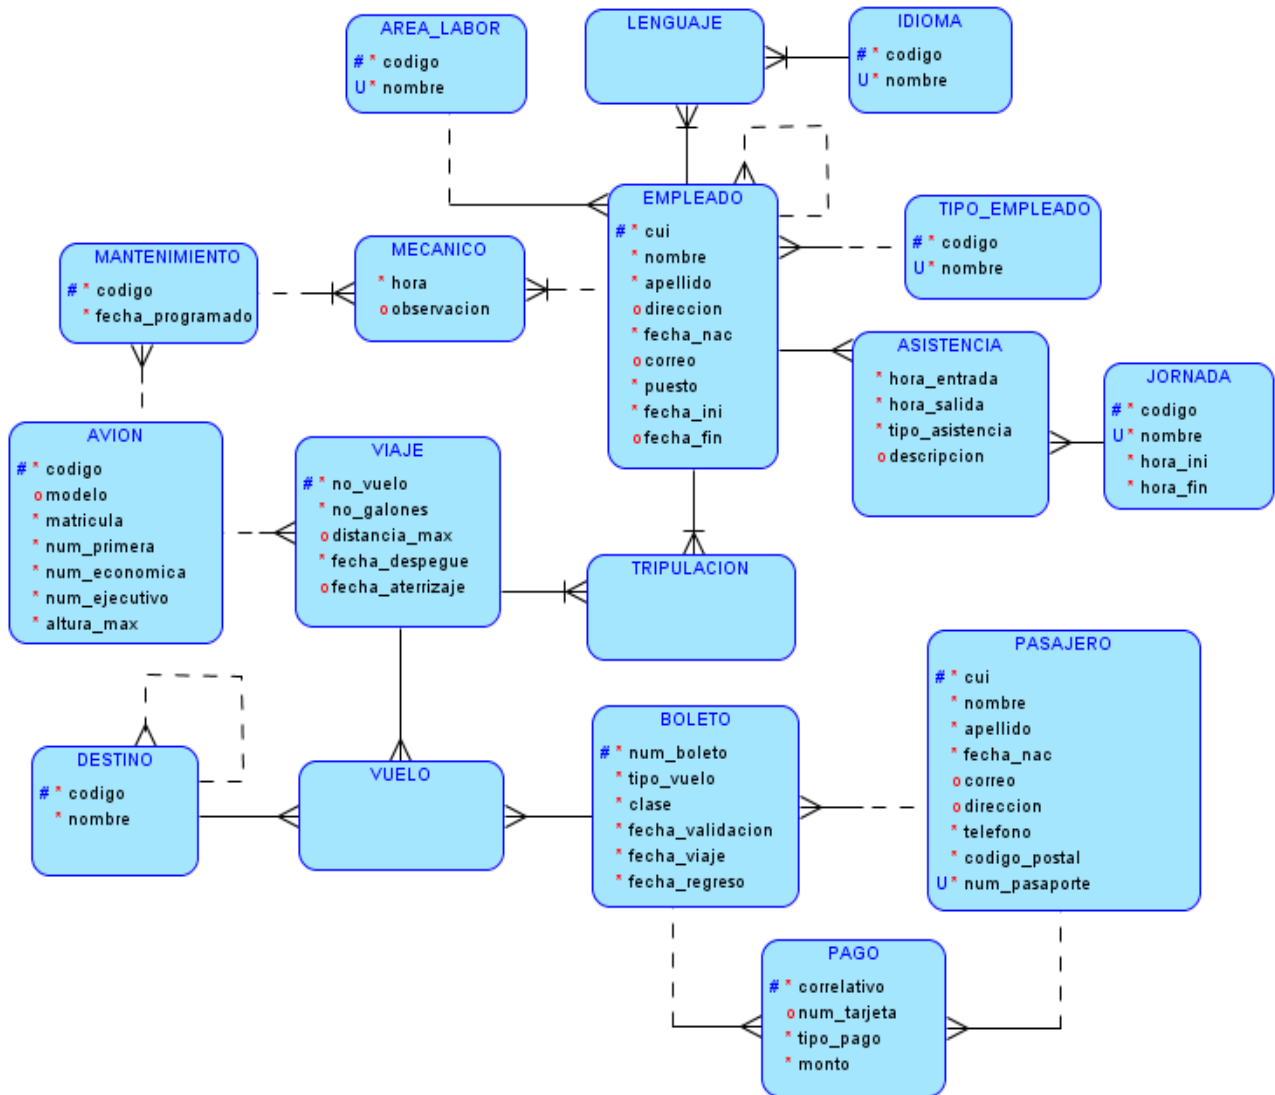 AREA_LABOR
# * codigo
U * nombre
LENGUAJE
IDIOMA
# * codigo
U * nombre
EMPLEADO
# * cui
* nombre
* apellido
o direccion
* fecha_nac
o correo
* puesto
* fecha_ini
o fecha_fin
TIPO_EMPLEADO
# * codigo
U * nombre
MANTENIMIENTO
# * codigo
* fecha_programado
MECANICO
* hora
o observacion
ASISTENCIA
* hora_entrada
* hora_salida
* tipo_asistencia
o descripcion
JORNADA
# * codigo
U * nombre
* hora_ini
* hora_fin
AVION
# * codigo
o modelo
* matricula
* num_primera
* num_economica
* num_ejecutivo
* altura_max
VIAJE
# * no_vuelo
* no_galones
o distancia_max
* fecha_despegue
o fecha_aterrizaje
TRIPULACION
PASAJERO
# * cui
* nombre
* apellido
* fecha_nac
o correo
o direccion
* telefono
* codigo_postal
U * num_pasaporte
DESTINO
# * codigo
* nombre
VUELO
BOLETO
# * num_boleto
* tipo_vuelo
* clase
* fecha_validacion
* fecha_viaje
* fecha_regreso
PAGO
# * correlativo
o num_tarjeta
* tipo_pago
* monto